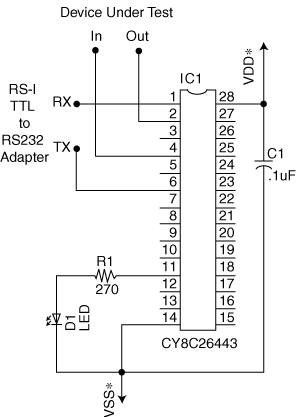 Device Under Test
In Out
IC1
VDD*
RS-I
TTL
to
RS232
Adapter
RX
TX
1 28
2 27
3 26
4 25
5 24
6 23
7 22
8 21
9 20
10 19
11 18
12 17
13 16
14 15
C1
.1uF
R1
270
D1
LED
CY8C26443
VSS*